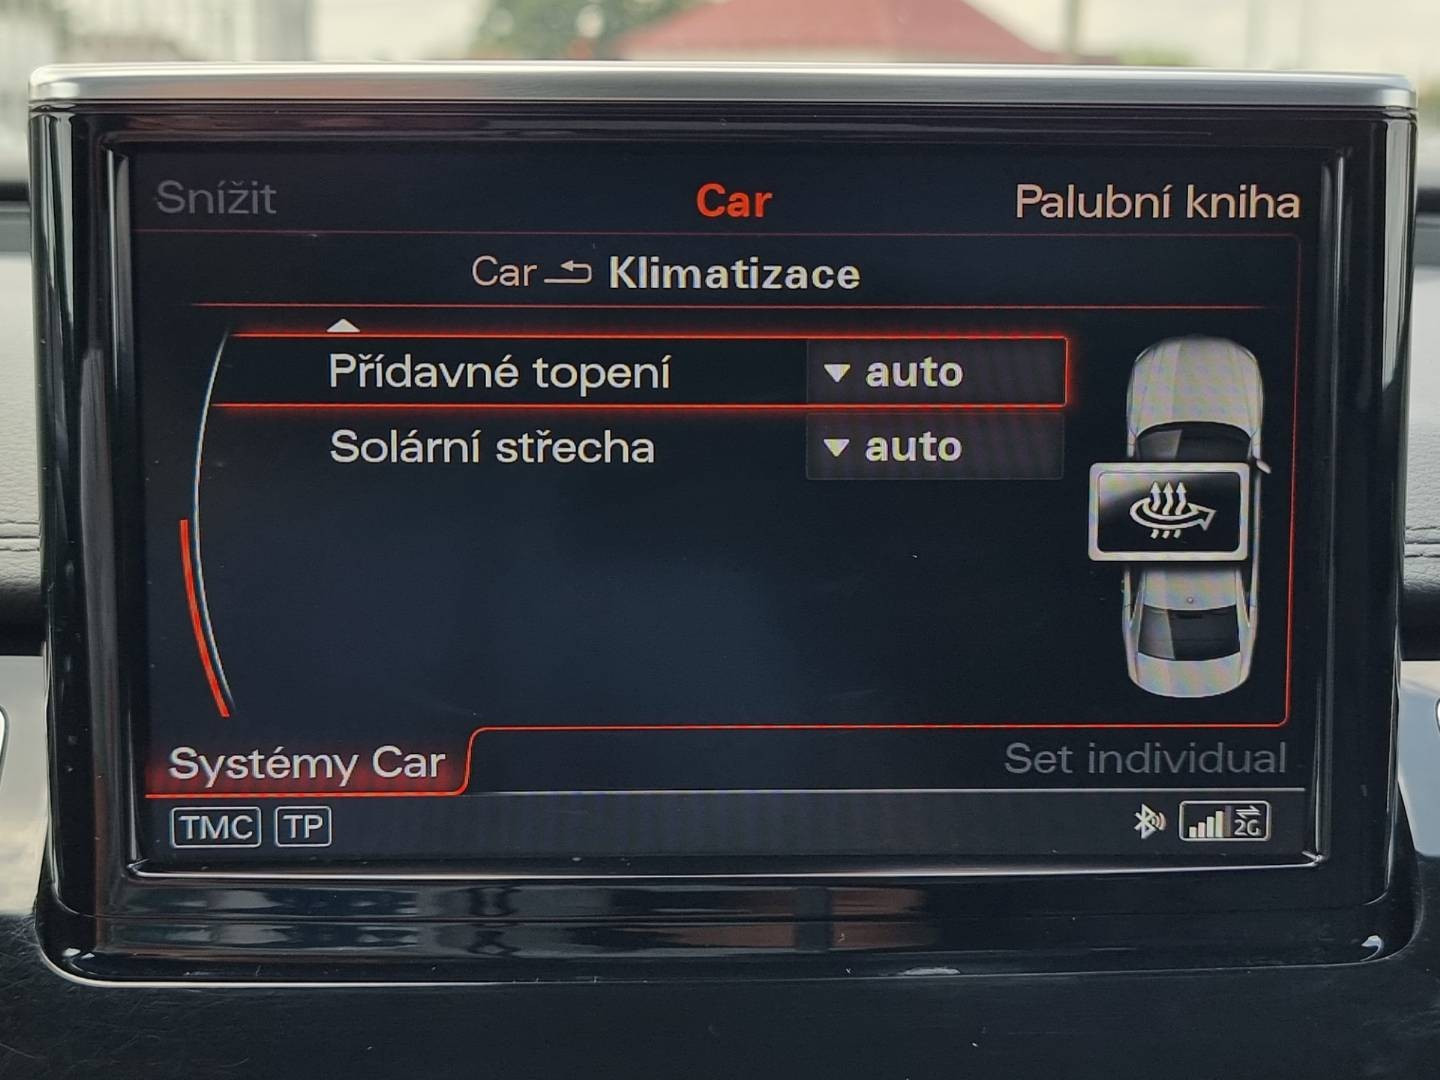 Snížit Car Palubní kniha
Car Klimatizace
Přídavné topení auto
Solární střecha auto
Systémy Car Set individual
TMC TP 2G